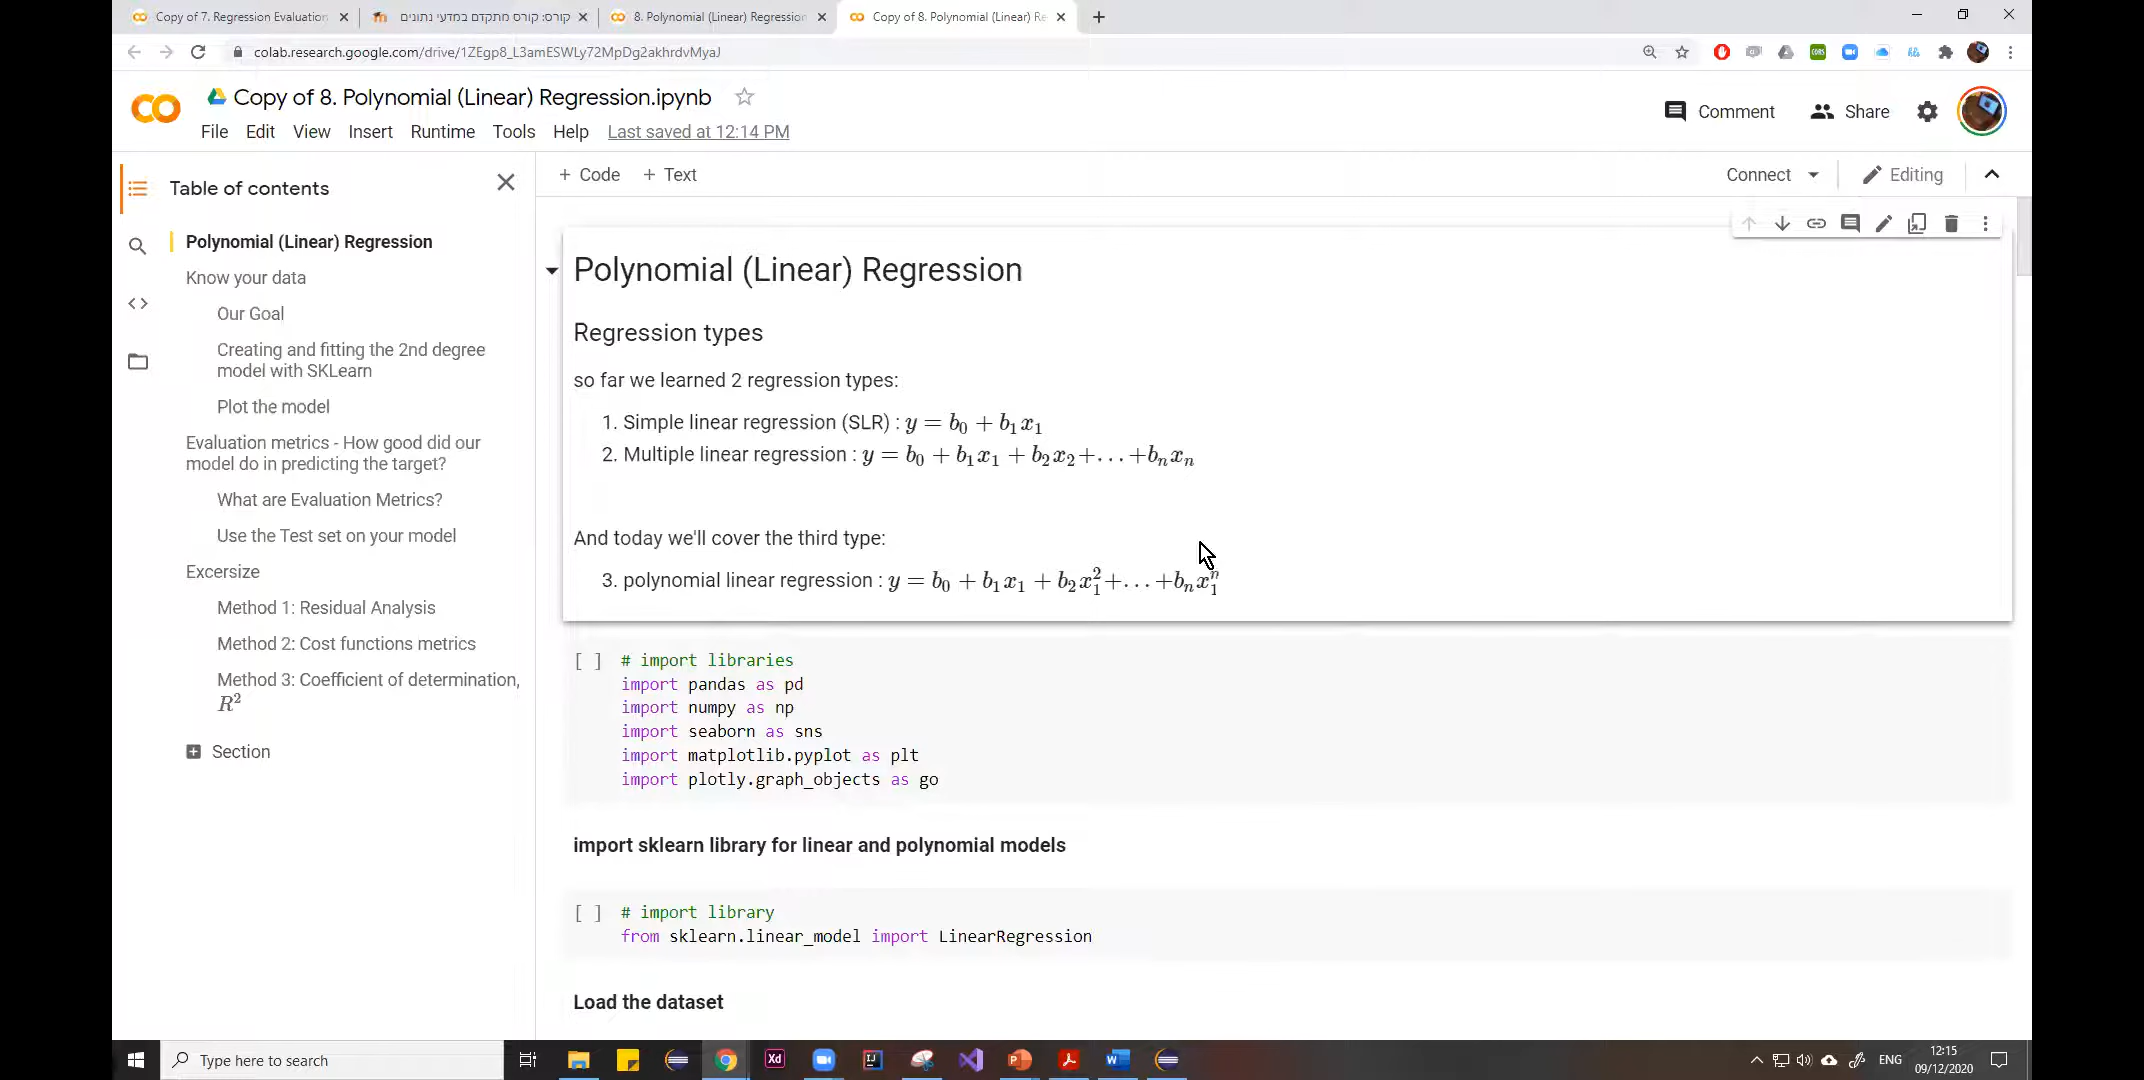 Copy of 7. Regression Evaluation
קורס: קורס מתקדם במדעי נתונים
8. Polynomial (Linear) Regression
Copy of 8. Polynomial (Linear) Re
colab.research.google.com/drive/1ZEgp8_L3amESWLy72MpDg2akhrdvMyaJ
Copy of 8. Polynomial (Linear) Regression.ipynb
Comment
Share
File Edit View Insert Runtime Tools Help Last saved at 12:14 PM
Table of contents
+ Code + Text
Connect
Editing
Polynomial (Linear) Regression
Know your data
Our Goal
Creating and fitting the 2nd degree
model with SKLearn
Plot the model
Evaluation metrics - How good did our
model do in predicting the target?
What are Evaluation Metrics?
Use the Test set on your model
Excersize
Method 1: Residual Analysis
Method 2: Cost functions metrics
Method 3: Coefficient of determination,
R²
Section
Polynomial (Linear) Regression
Regression types
so far we learned 2 regression types:
1. Simple linear regression (SLR) : y = b₀ + b₁x₁
2. Multiple linear regression : y = b₀ + b₁x₁ + b₂x₂+...+bₙxₙ
And today we'll cover the third type:
3. polynomial linear regression : y = b₀ + b₁x₁ + b₂x₁²+...+bₙx₁ⁿ
[ ] # import libraries
import pandas as pd
import numpy as np
import seaborn as sns
import matplotlib.pyplot as plt
import plotly.graph_objects as go
import sklearn library for linear and polynomial models
[ ] # import library
from sklearn.linear_model import LinearRegression
Load the dataset
Type here to search
Xd
IJ
ENG
12:15
09/12/2020